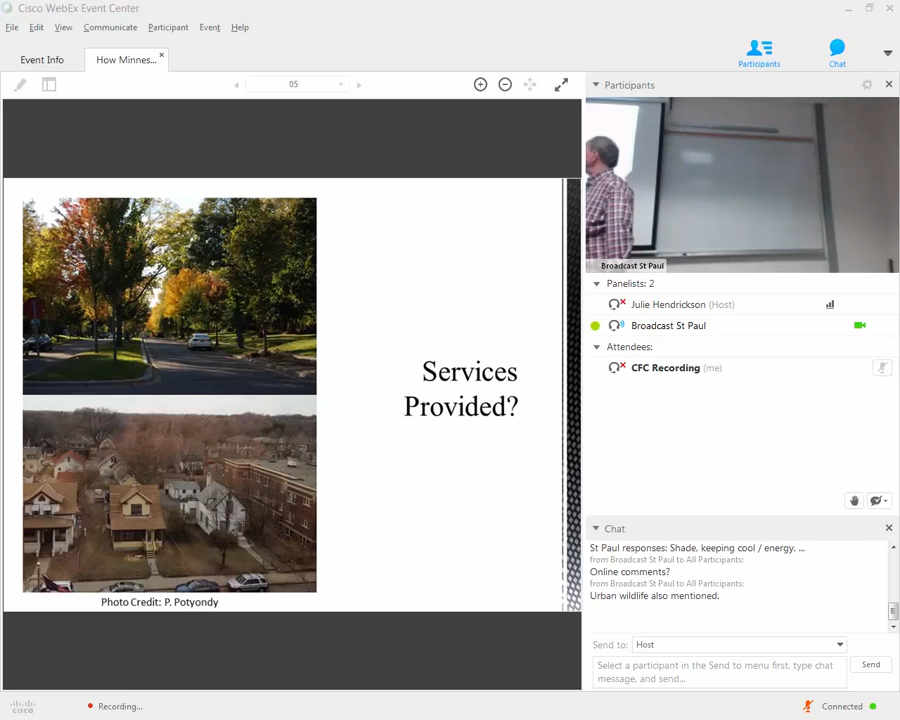 Cisco WebEx Event Center
File Edit View Communicate Participant Event Help
Event Info
How Minnes...
Participants
Chat
05
Participants
Broadcast St Paul
Panelists: 2
Julie Hendrickson (Host)
Broadcast St Paul
Attendees:
CFC Recording (me)
Services
Provided?
Photo Credit: P. Potyondy
Chat
St Paul responses: Shade, keeping cool / energy, ...
from Broadcast St Paul to All Participants:
Online comments?
from Broadcast St Paul to All Participants:
Urban wildlife also mentioned.
Send to: Host
Select a participant in the Send to menu first, type chat
message, and send...
Send
cisco
Recording...
Connected